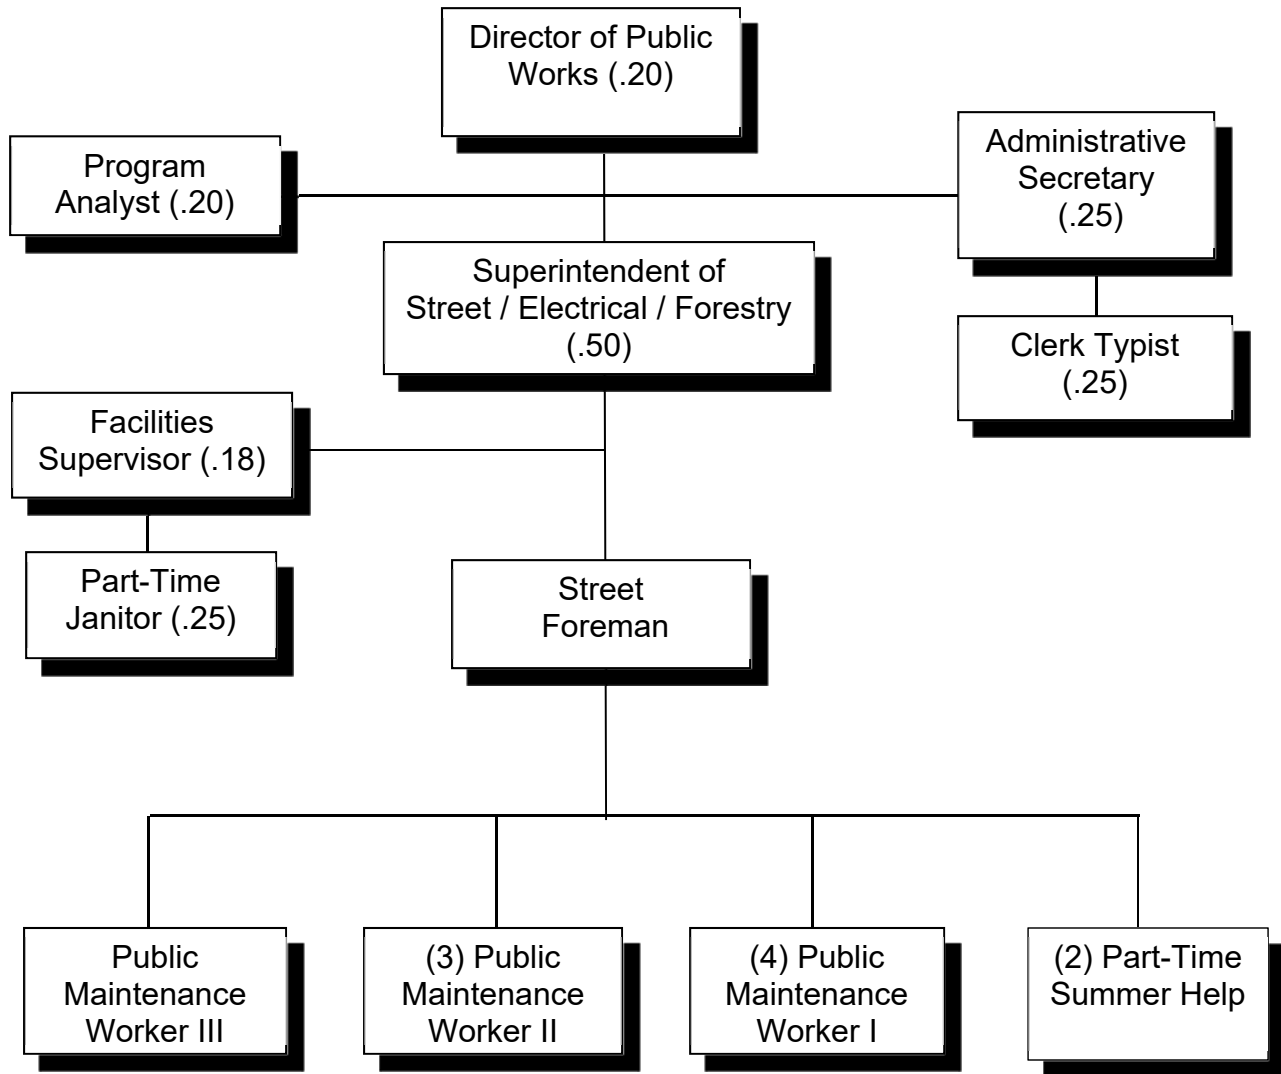 Director of Public
Works (.20)
Program
Analyst (.20)
Administrative
Secretary
(.25)
Superintendent of
Street / Electrical / Forestry
(.50)
Clerk Typist
(.25)
Facilities
Supervisor (.18)
Part-Time
Janitor (.25)
Street
Foreman
Public
Maintenance
Worker III
(3) Public
Maintenance
Worker II
(4) Public
Maintenance
Worker I
(2) Part-Time
Summer Help